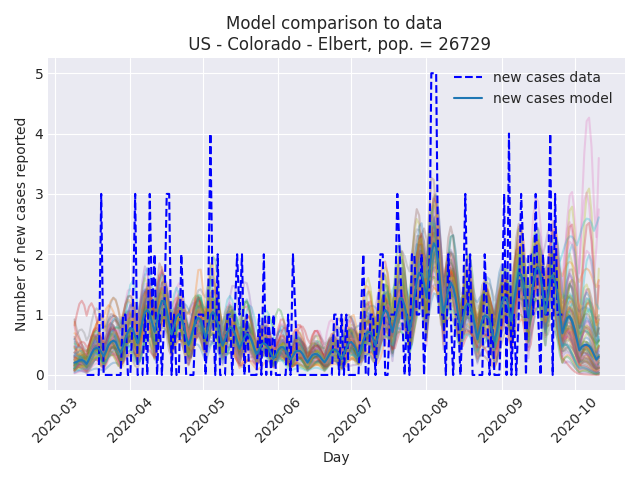 Model comparison to data
US - Colorado - Elbert, pop. = 26729
new cases data
new cases model
Number of new cases reported
5
4
3
2
1
0
2020-03
2020-04
2020-05
2020-06
2020-07
2020-08
2020-09
2020-10
Day